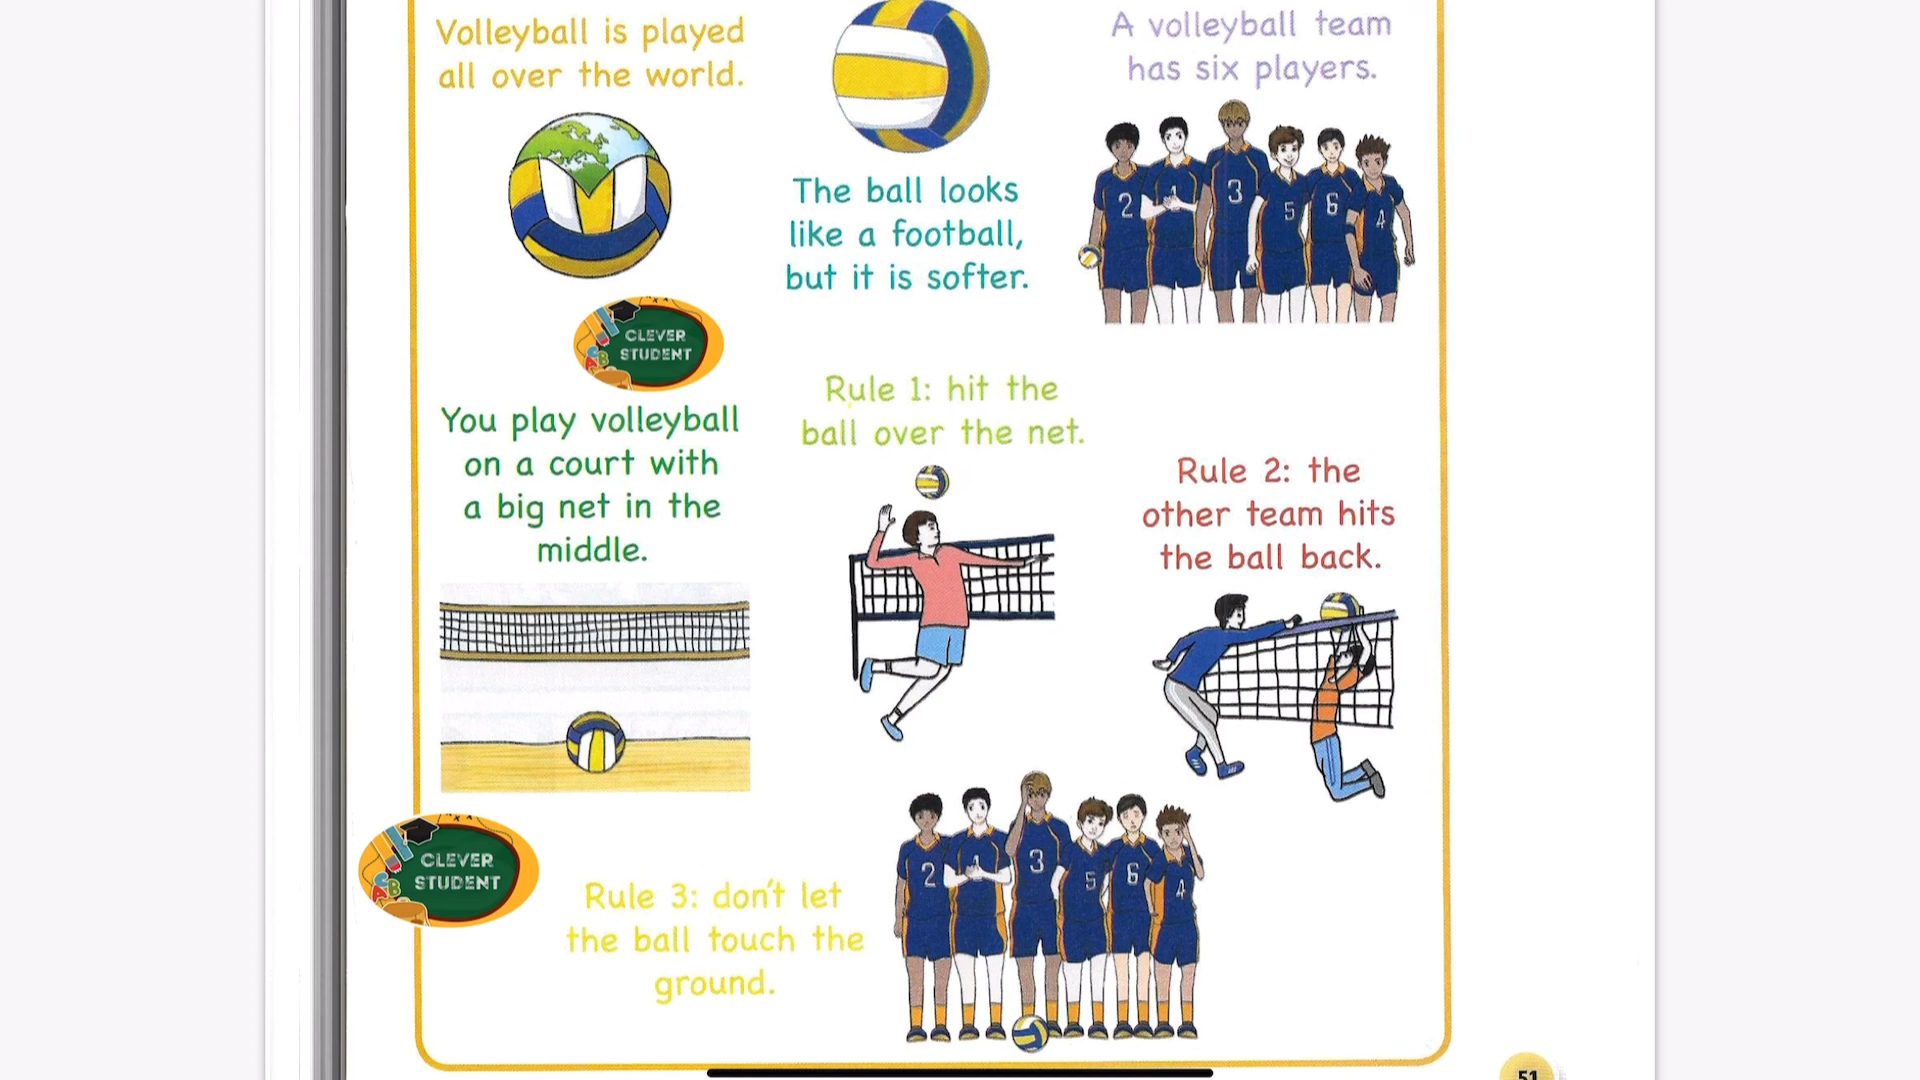 Volleyball is played
all over the world.
The ball looks
like a football,
but it is softer.
A volleyball team
has six players.
2
1
3
5
6
4
CLEVER
STUDENT
You play volleyball
on a court with
a big net in the
middle.
Rule 1: hit the
ball over the net.
Rule 2: the
other team hits
the ball back.
CLEVER
STUDENT
Rule 3: don't let
the ball touch the
ground.
2
1
3
5
6
4
51